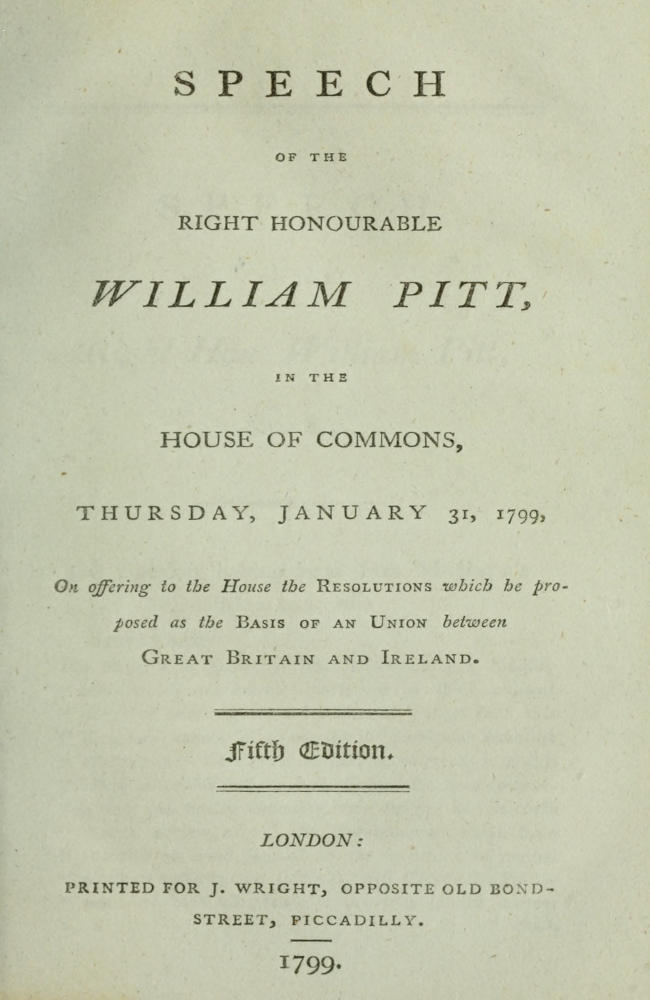 SPEECH
OF THE
RIGHT HONOURABLE
WILLIAM PITT,
IN THE
HOUSE OF COMMONS,
THURSDAY, JANUARY 31, 1799,
On offering to the House the RESOLUTIONS which he pro-
posed as the BASIS OF AN UNION between
GREAT BRITAIN AND IRELAND.
Fifth Edition.
LONDON:
PRINTED FOR J. WRIGHT, OPPOSITE OLD BOND-
STREET, PICCADILLY.
1799.